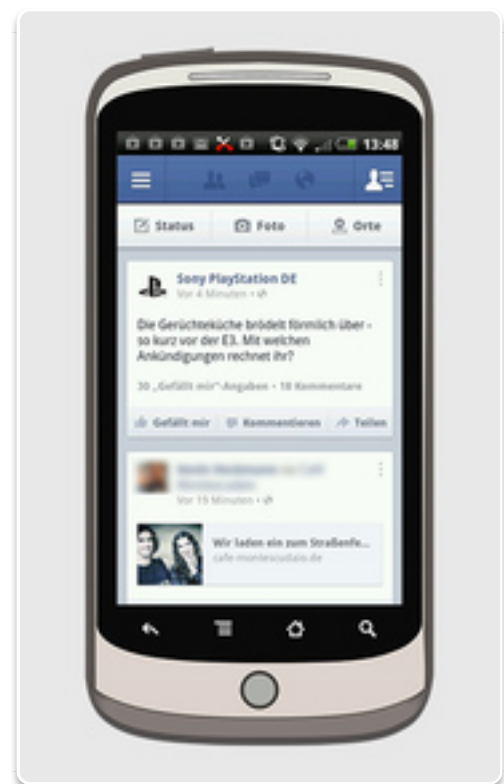 13:48
Status Foto Orte
Sony PlayStation DE
Vor 4 Minuten •
Die Gerüchteküche brödelt förmlich über -
so kurz vor der E3. Mit welchen
Ankündigungen rechnet ihr?
30 „Gefällt mir“-Angaben • 18 Kommentare
Gefällt mir Kommentieren Teilen
Vor 19 Minuten •
Wir laden ein zum Straßenfe...
cafe-montescudaio.de